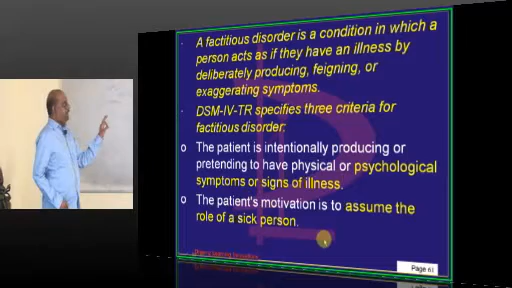 · A factitious disorder is a condition in which a
person acts as if they have an illness by
deliberately producing, feigning, or
exaggerating symptoms.
· DSM-IV-TR specifies three criteria for
factitious disorder:
o The patient is intentionally producing or
pretending to have physical or psychological
symptoms or signs of illness.
o The patient's motivation is to assume the
role of a sick person.
Page 61